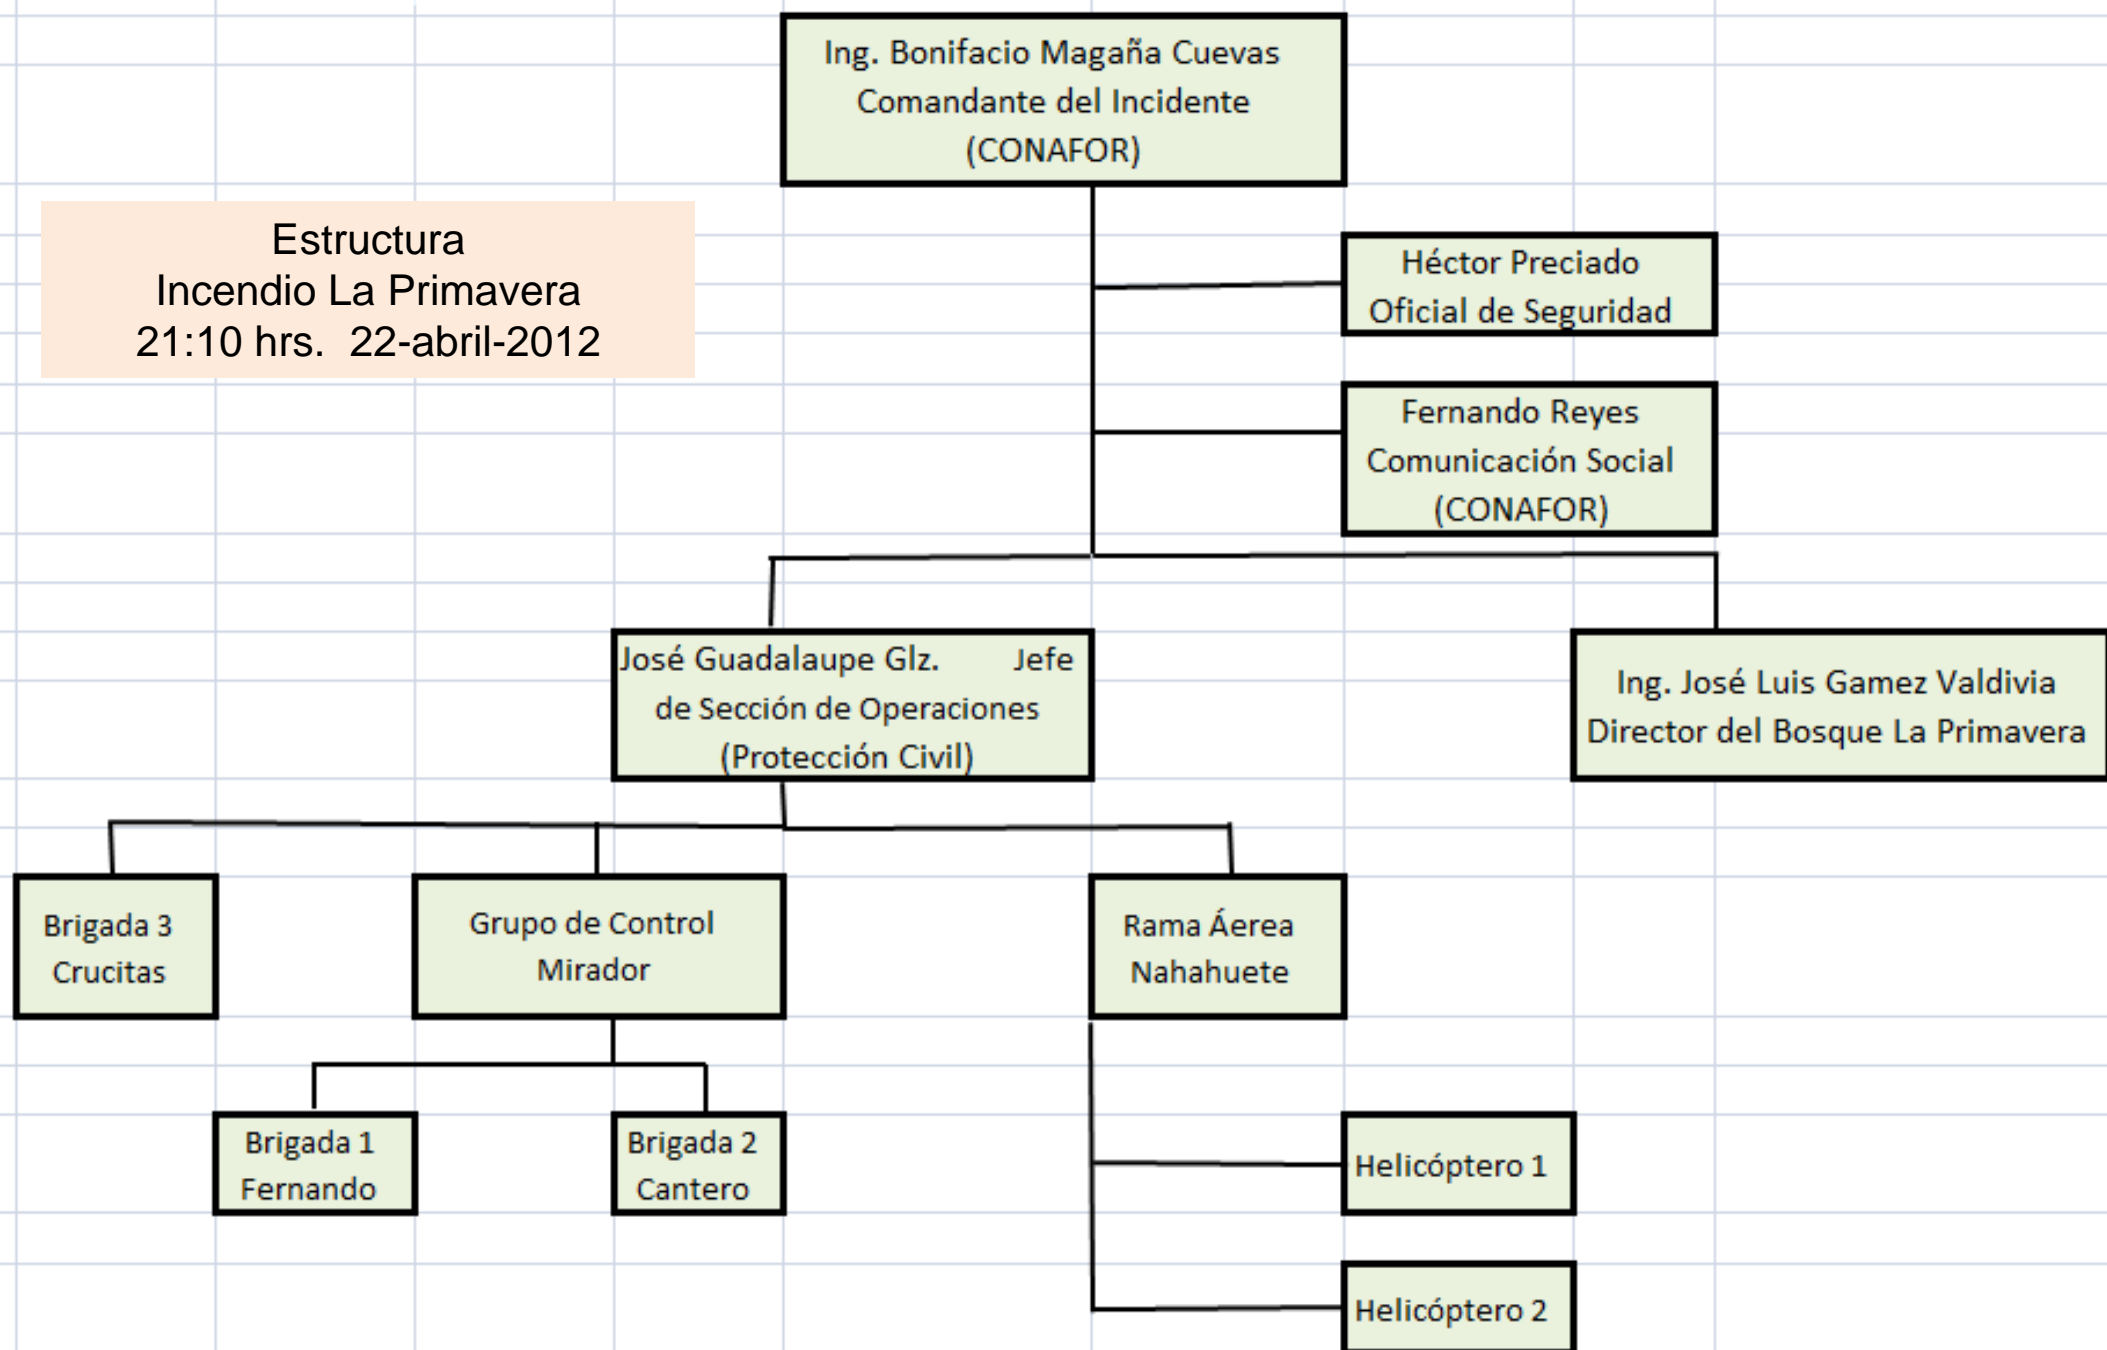 Ing. Bonifacio Magaña Cuevas
Comandante del Incidente
(CONAFOR)
Estructura
Incendio La Primavera
21:10 hrs.  22-abril-2012
Héctor Preciado
Oficial de Seguridad
Fernando Reyes
Comunicación Social
(CONAFOR)
José Guadalaupe Glz. Jefe
de Sección de Operaciones
(Protección Civil)
Ing. José Luis Gamez Valdivia
Director del Bosque La Primavera
Brigada 3
Crucitas
Grupo de Control
Mirador
Rama Áerea
Nahahuete
Brigada 1
Fernando
Brigada 2
Cantero
Helicóptero 1
Helicóptero 2